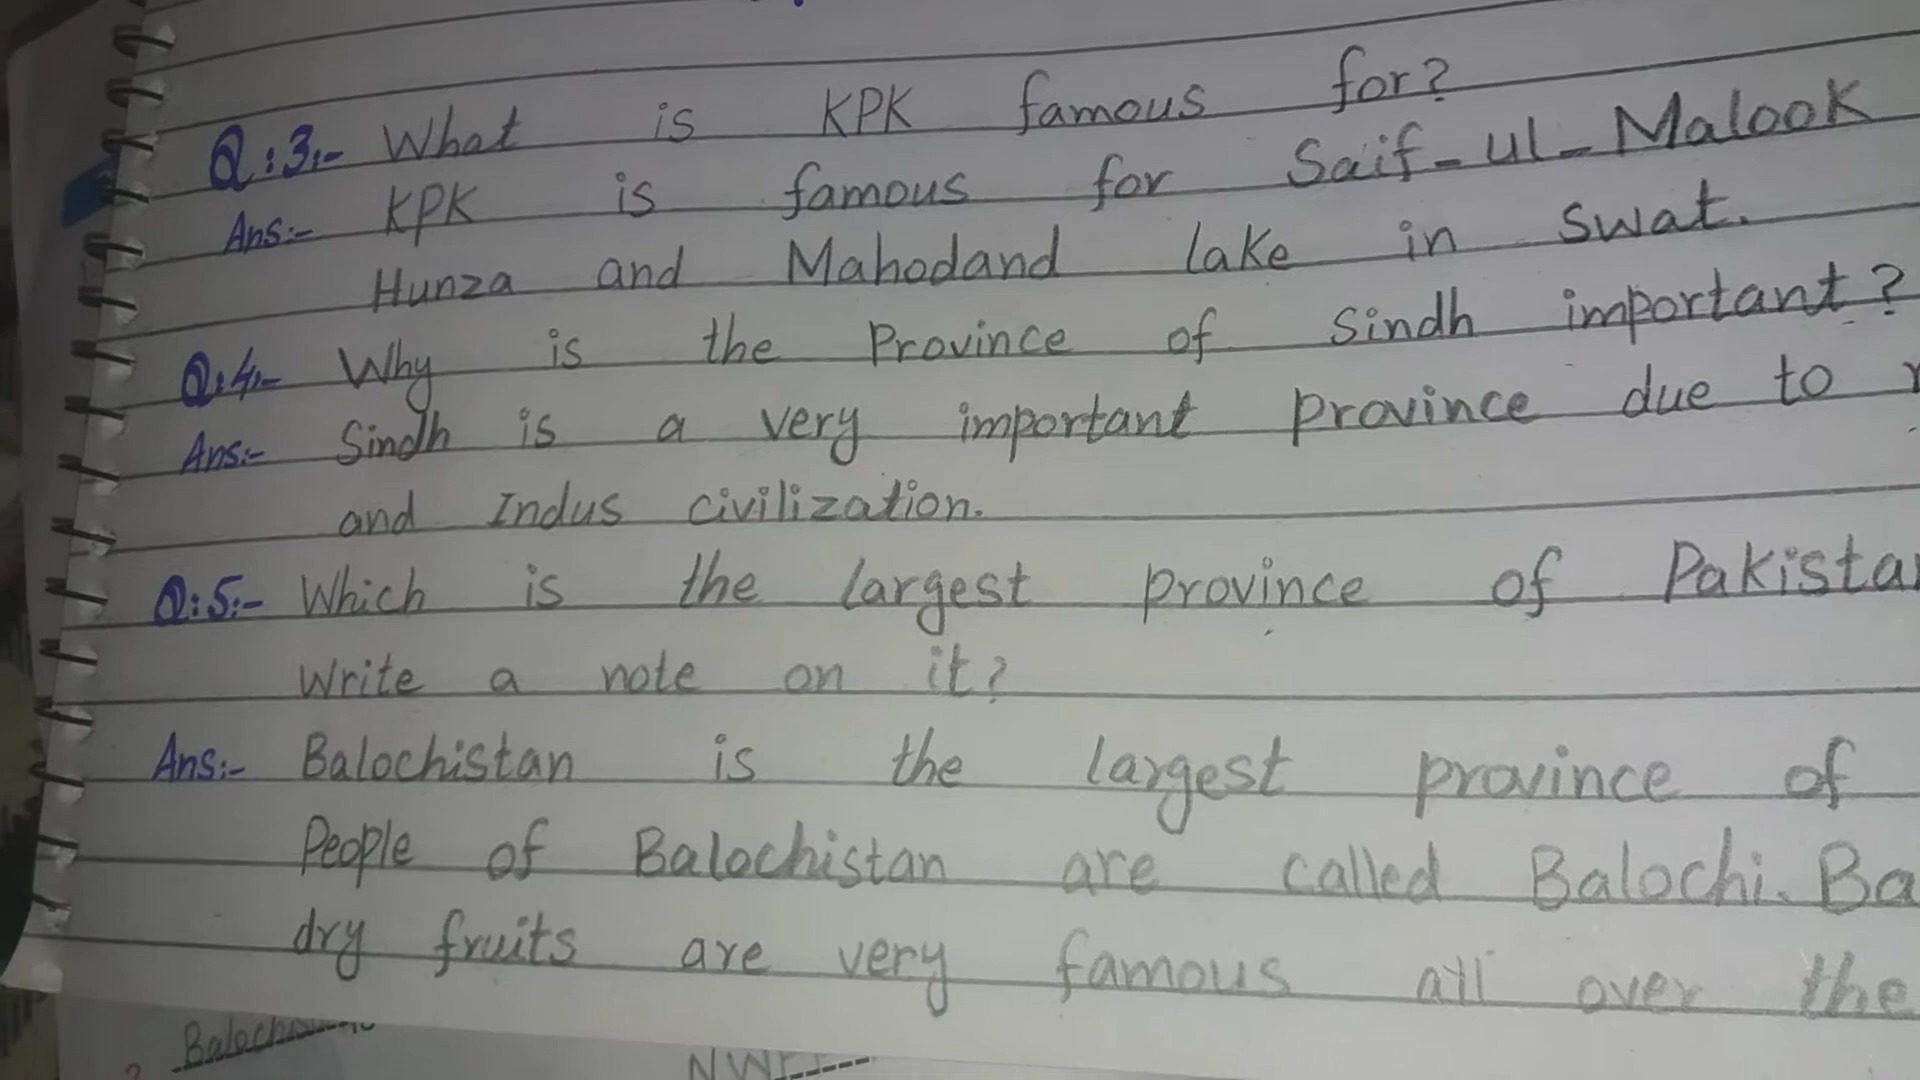 Q:3:- What is KPK famous for?
Ans:- KPK is famous for Saif-ul-Malook
Hunza and Mahodand lake in swat.
Q:4:- Why is the Province of Sindh important?
Ans:- Sindh is a very important province due to
and Indus civilization.
Q:5:- Which is the largest province of Pakista
Write a note on it?
Ans:- Balochistan is the largest province of
People of Balochistan are called Balochi. Ba
dry fruits are very famous all over the